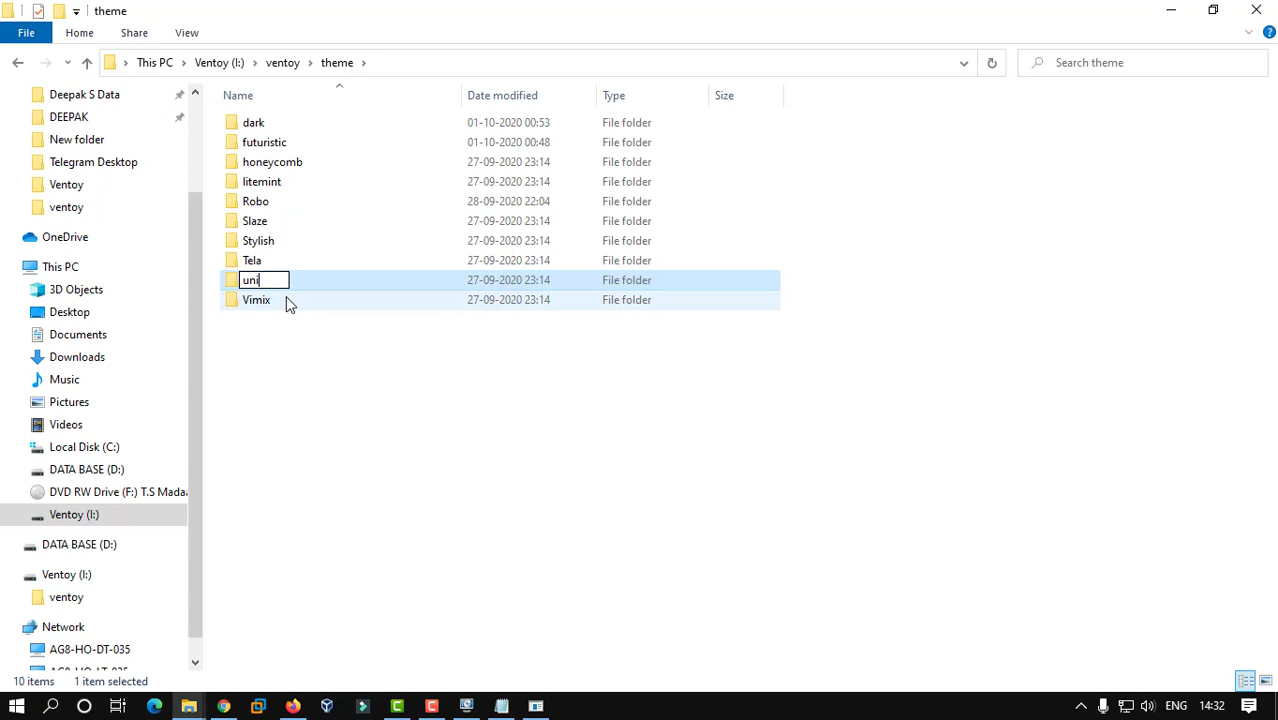 theme
File Home Share View
This PC Ventoy (I:) ventoy theme
Search theme
Name Date modified Type Size
dark 01-10-2020 00:53 File folder
futuristic 01-10-2020 00:48 File folder
honeycomb 27-09-2020 23:14 File folder
litemint 27-09-2020 23:14 File folder
Robo 28-09-2020 22:04 File folder
Slaze 27-09-2020 23:14 File folder
Stylish 27-09-2020 23:14 File folder
Tela 27-09-2020 23:14 File folder
uni 27-09-2020 23:14 File folder
Vimix 27-09-2020 23:14 File folder
Deepak S Data
DEEPAK
New folder
Telegram Desktop
Ventoy
ventoy
OneDrive
This PC
3D Objects
Desktop
Documents
Downloads
Music
Pictures
Videos
Local Disk (C:)
DATA BASE (D:)
DVD RW Drive (F:) T.S Madaa
Ventoy (I:)
DATA BASE (D:)
Ventoy (I:)
ventoy
Network
AG8-HO-DT-035
10 items 1 item selected
ENG 14:32